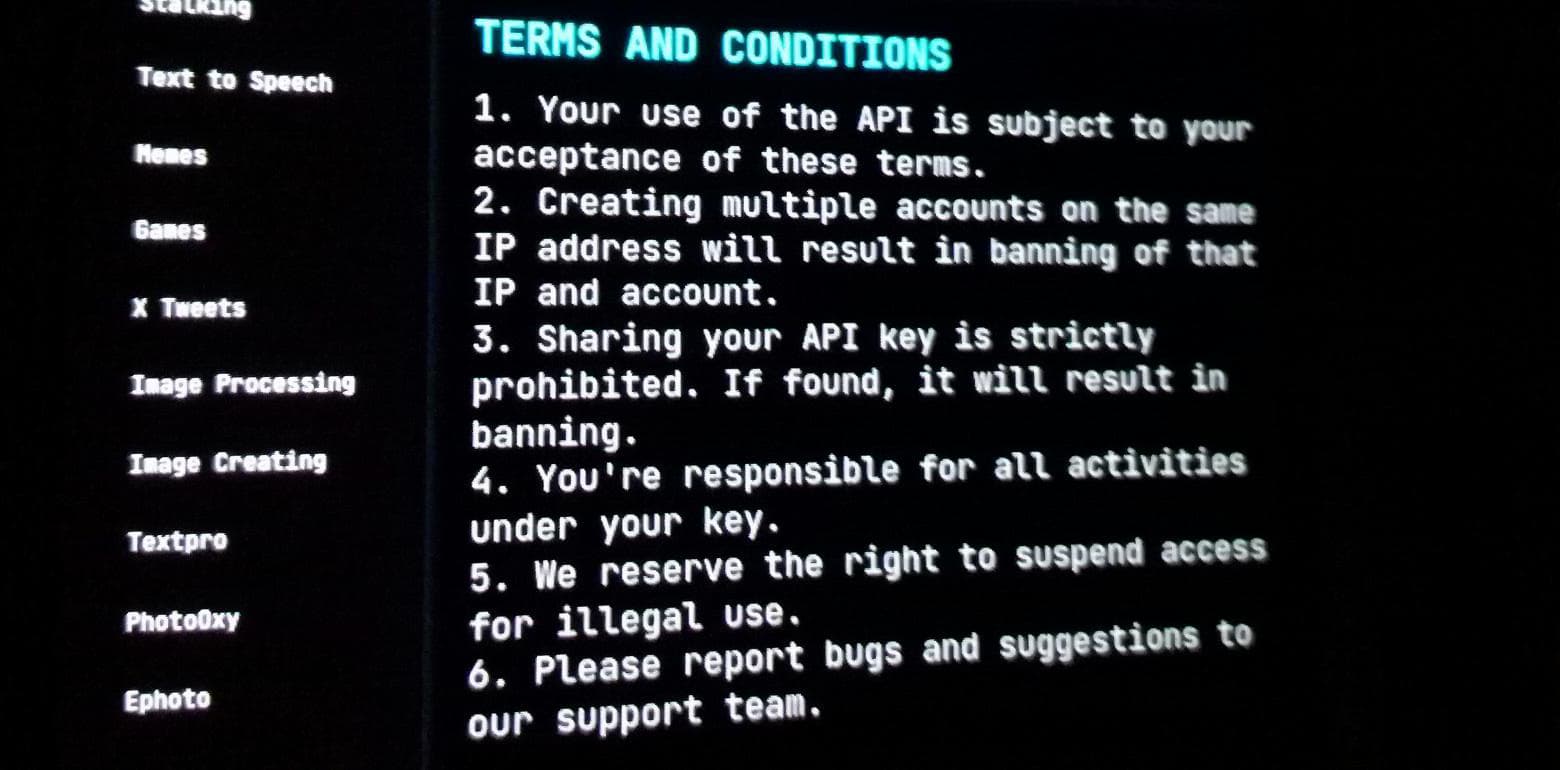 Stalking
Text to Speech
Memes
Games
X Tweets
Image Processing
Image Creating
Textpro
PhotoOxy
Ephoto
TERMS AND CONDITIONS
1. Your use of the API is subject to your
acceptance of these terms.
2. Creating multiple accounts on the same
IP address will result in banning of that
IP and account.
3. Sharing your API key is strictly
prohibited. If found, it will result in
banning.
4. You're responsible for all activities
under your key.
5. We reserve the right to suspend access
for illegal use.
6. Please report bugs and suggestions to
our support team.